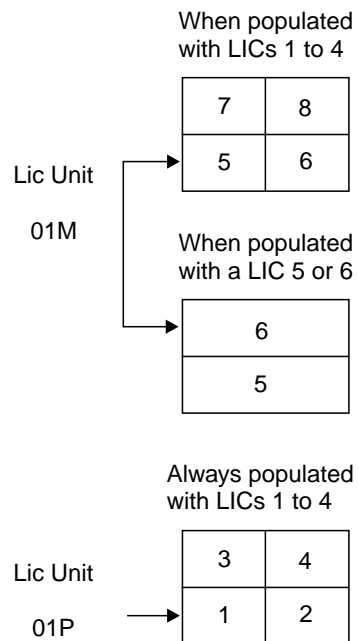 When populated
with LICs 1 to 4
7 8
5 6
Lic Unit
01M
When populated
with a LIC 5 or 6
6
5
Always populated
with LICs 1 to 4
3 4
Lic Unit
1 2
01P